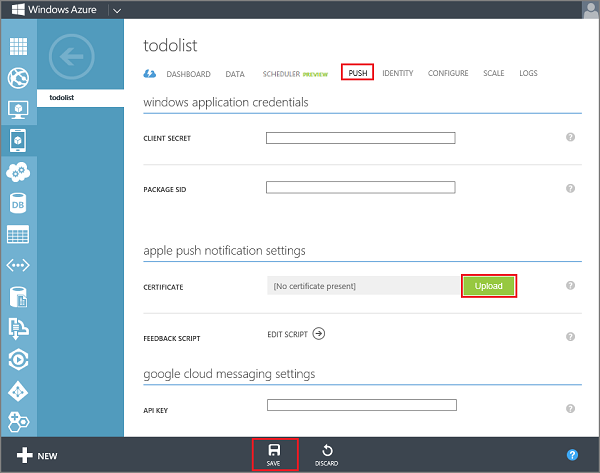 Windows Azure
todolist
DASHBOARD DATA SCHEDULER PREVIEW PUSH IDENTITY CONFIGURE SCALE LOGS
todolist
windows application credentials
CLIENT SECRET ?
PACKAGE SID ?
DB
apple push notification settings
CERTIFICATE [No certificate present] Upload ?
FEEDBACK SCRIPT EDIT SCRIPT ?
google cloud messaging settings
API KEY ?
NEW SAVE DISCARD ?